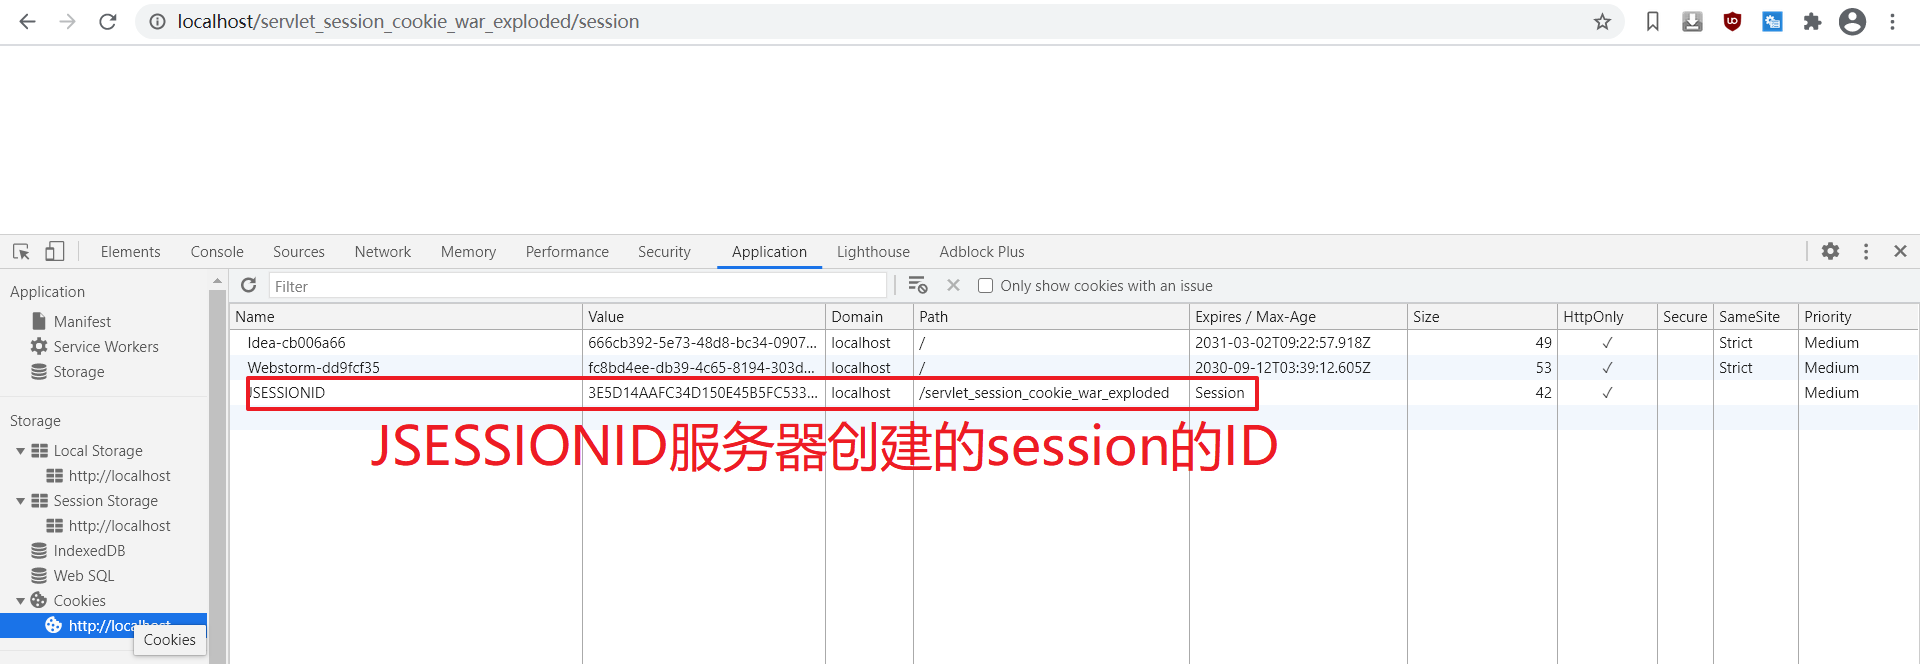 localhost/servlet_session_cookie_war_exploded/session
Elements Console Sources Network Memory Performance Security Application Lighthouse Adblock Plus
Application
Manifest
Service Workers
Storage
Storage
Local Storage
http://localhost
Session Storage
http://localhost
IndexedDB
Web SQL
Cookies
http://localhost
Cookies
Filter Only show cookies with an issue
Name Value Domain Path Expires / Max-Age Size HttpOnly Secure SameSite Priority
Idea-cb006a66 666cb392-5e73-48d8-bc34-0907... localhost / 2031-03-02T09:22:57.918Z 49 ✓ Strict Medium
Webstorm-dd9fcf35 fc8bd4ee-db39-4c65-8194-303d... localhost / 2030-09-12T03:39:12.605Z 53 ✓ Strict Medium
JSESSIONID 3E5D14AAFC34D150E45B5FC533... localhost /servlet_session_cookie_war_exploded Session 42 ✓ Medium
JSESSIONID服务器创建的session的ID